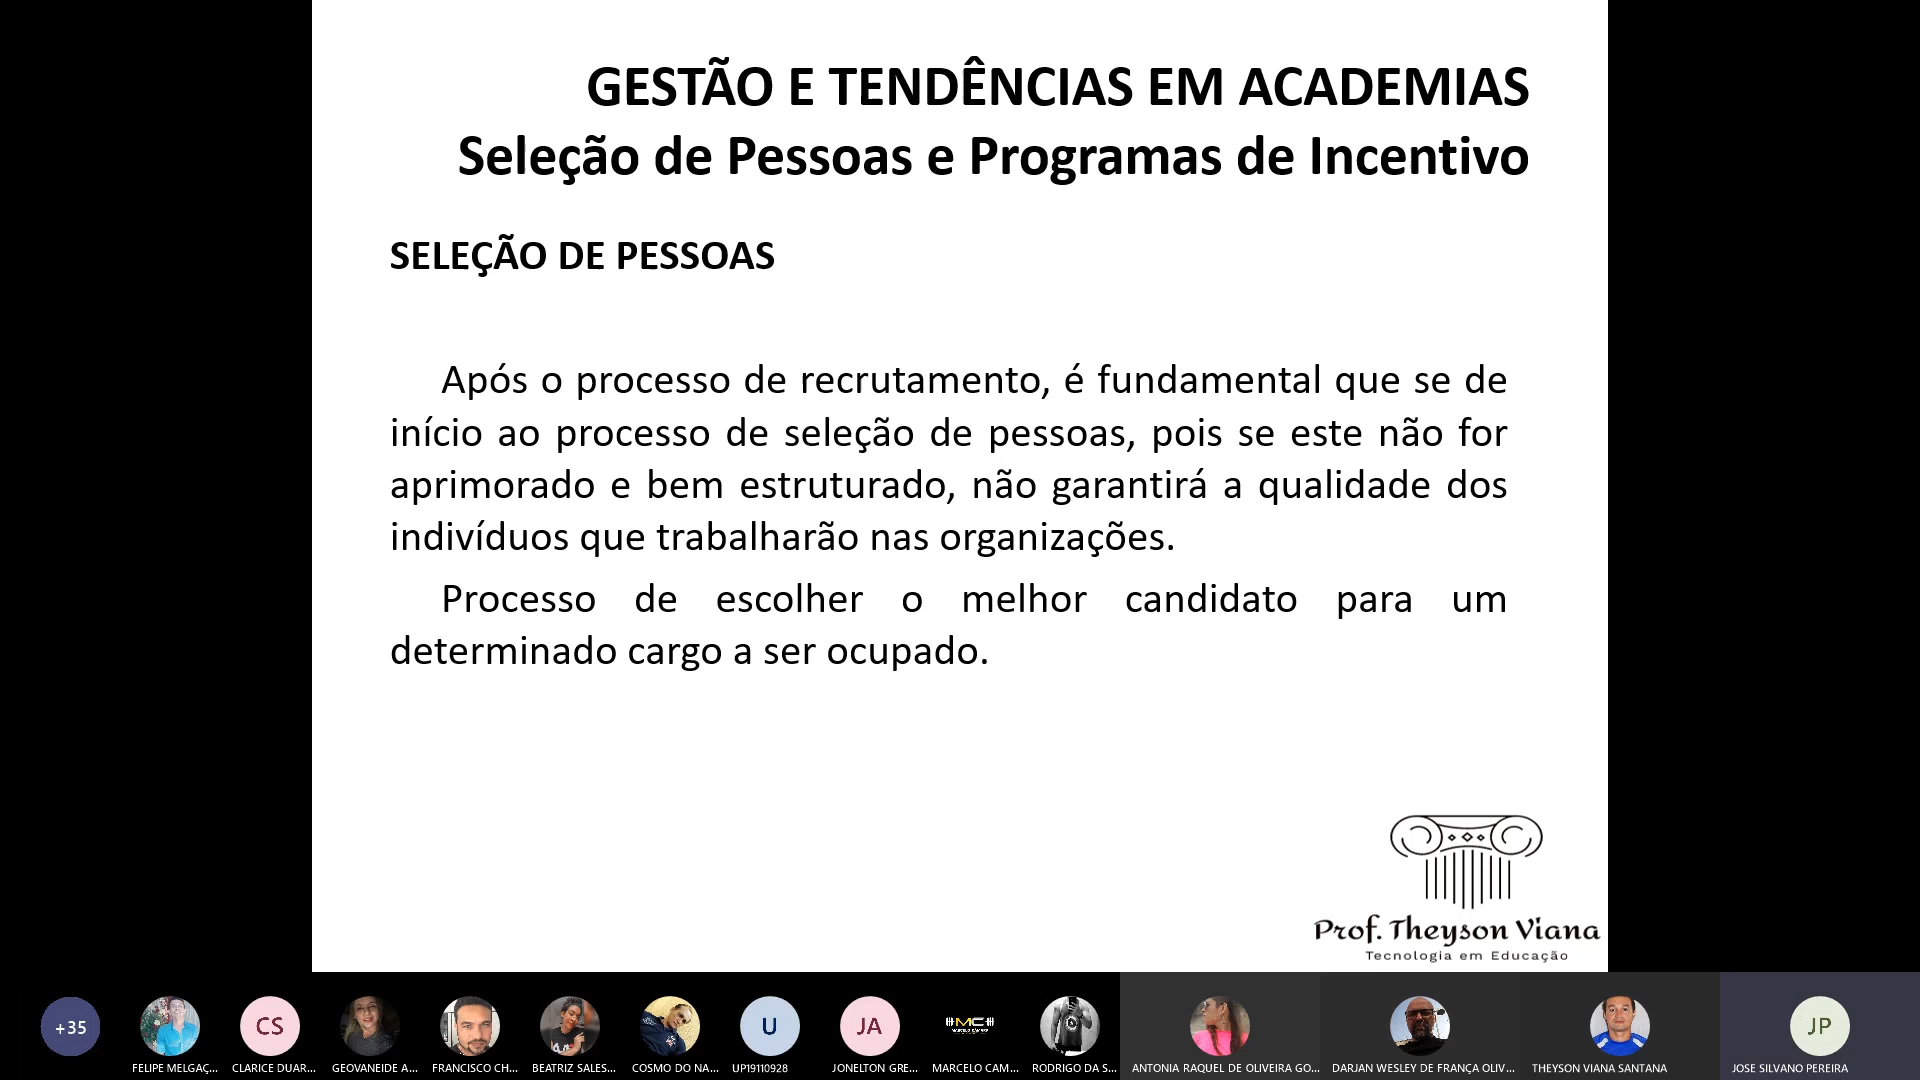 GESTÃO E TENDÊNCIAS EM ACADEMIAS
Seleção de Pessoas e Programas de Incentivo
SELEÇÃO DE PESSOAS
Após o processo de recrutamento, é fundamental que se de
início ao processo de seleção de pessoas, pois se este não for
aprimorado e bem estruturado, não garantirá a qualidade dos
indivíduos que trabalharão nas organizações.
Processo de escolher o melhor candidato para um
determinado cargo a ser ocupado.
Prof. Theyson Viana
Tecnologia em Educação
+35
CS
U
JA
MC
JP
FELIPE MELGAÇ...
CLARICE DUAR...
GEOVANEIDE A...
FRANCISCO CH...
BEATRIZ SALES...
COSMO DO NA...
UP19110928
JONELTON GRE...
MARCELO CAM...
RODRIGO DA S...
ANTONIA RAQUEL DE OLIVEIRA GO...
DARJAN WESLEY DE FRANÇA OLIV...
THEYSON VIANA SANTANA
JOSE SILVANO PEREIRA